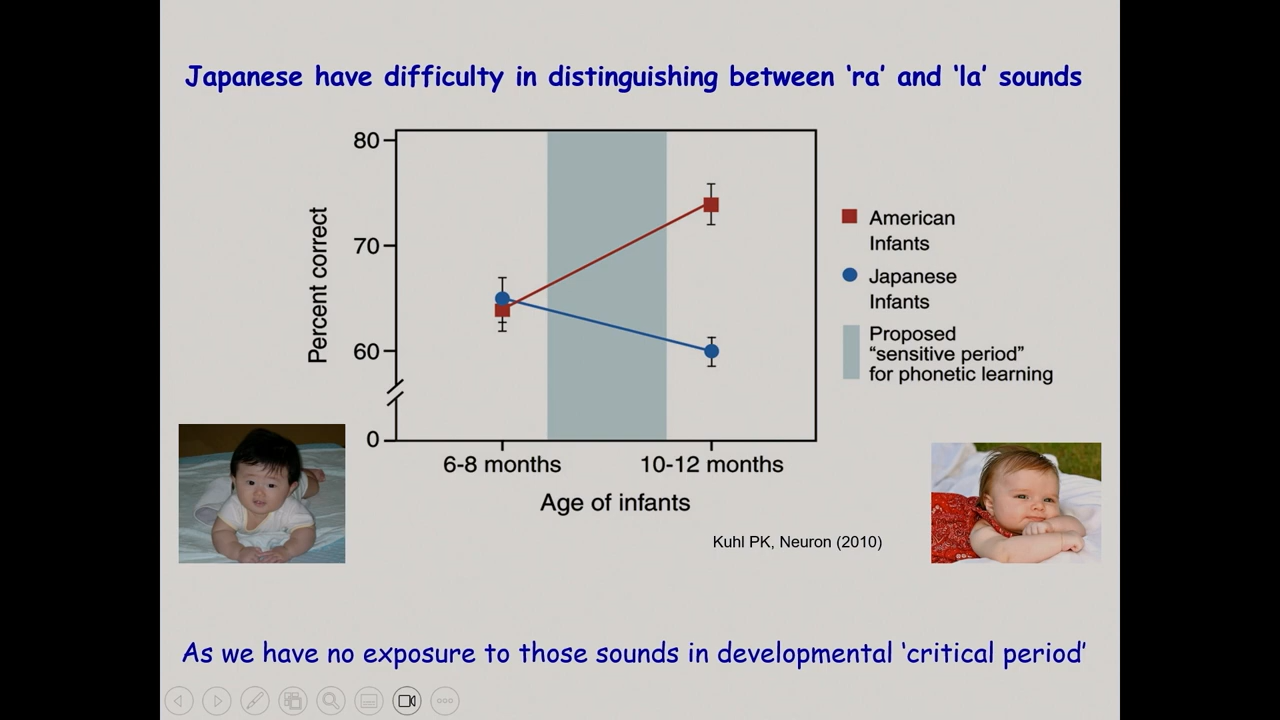 Japanese have difficulty in distinguishing between ‘ra’ and ‘la’ sounds
80
70
60
0
Percent correct
6-8 months
10-12 months
Age of infants
American
Infants
Japanese
Infants
Proposed
“sensitive period”
for phonetic learning
Kuhl PK, Neuron (2010)
As we have no exposure to those sounds in developmental ‘critical period’